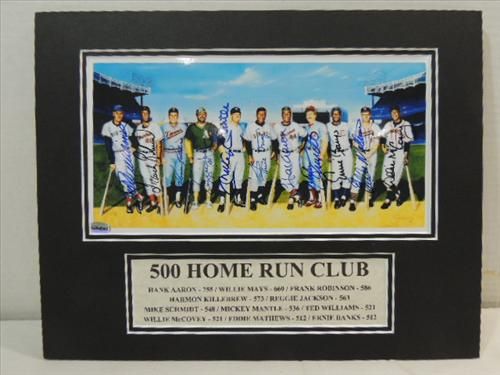 500 HOME RUN CLUB
HANK AARON - 755 / WILLIE MAYS - 660 / FRANK ROBINSON - 586
HARMON KILLEBREW - 573 / REGGIE JACKSON - 563
MIKE SCHMIDT - 548 / MICKEY MANTLE - 536 / TED WILLIAMS - 521
WILLIE McCOVEY - 521 / EDDIE MATHEWS - 512 / ERNIE BANKS - 512